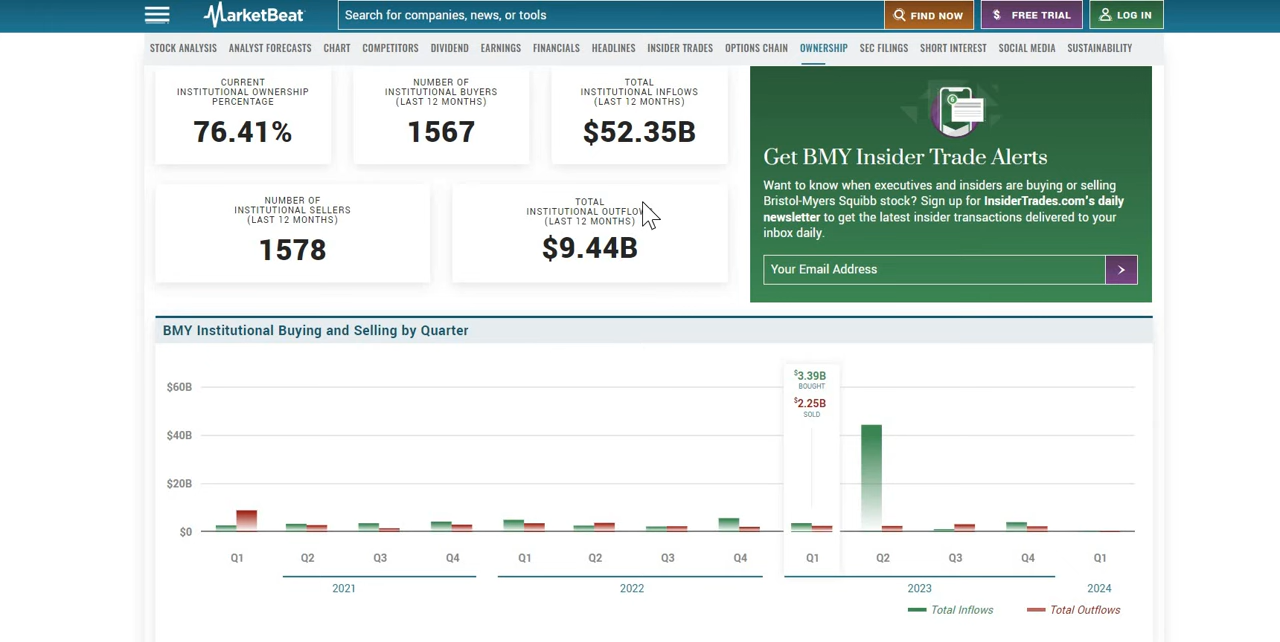 MarketBeat
Search for companies, news, or tools
FIND NOW
$ FREE TRIAL
LOG IN
STOCK ANALYSIS ANALYST FORECASTS CHART COMPETITORS DIVIDEND EARNINGS FINANCIALS HEADLINES INSIDER TRADES OPTIONS CHAIN OWNERSHIP SEC FILINGS SHORT INTEREST SOCIAL MEDIA SUSTAINABILITY
CURRENT
INSTITUTIONAL OWNERSHIP
PERCENTAGE
76.41%
NUMBER OF
INSTITUTIONAL BUYERS
(LAST 12 MONTHS)
1567
TOTAL
INSTITUTIONAL INFLOWS
(LAST 12 MONTHS)
$52.35B
NUMBER OF
INSTITUTIONAL SELLERS
(LAST 12 MONTHS)
1578
TOTAL
INSTITUTIONAL
(LAST 12 MONTHS)
$9.44B
Get BMY Insider Trade Alerts
Want to know when executives and insiders are buying or selling
Bristol-Myers Squibb stock? Sign up for InsiderTrades.com's daily
newsletter to get the latest insider transactions delivered to your
inbox daily.
Your Email Address
BMY Institutional Buying and Selling by Quarter
$3.39B
BOUGHT
$2.25B
SOLD
$60B
$40B
$20B
$0
Q1 Q2 Q3 Q4 Q1 Q2 Q3 Q4 Q1 Q2 Q3 Q4 Q1
2021 2022 2023 2024
Total Inflows Total Outflows